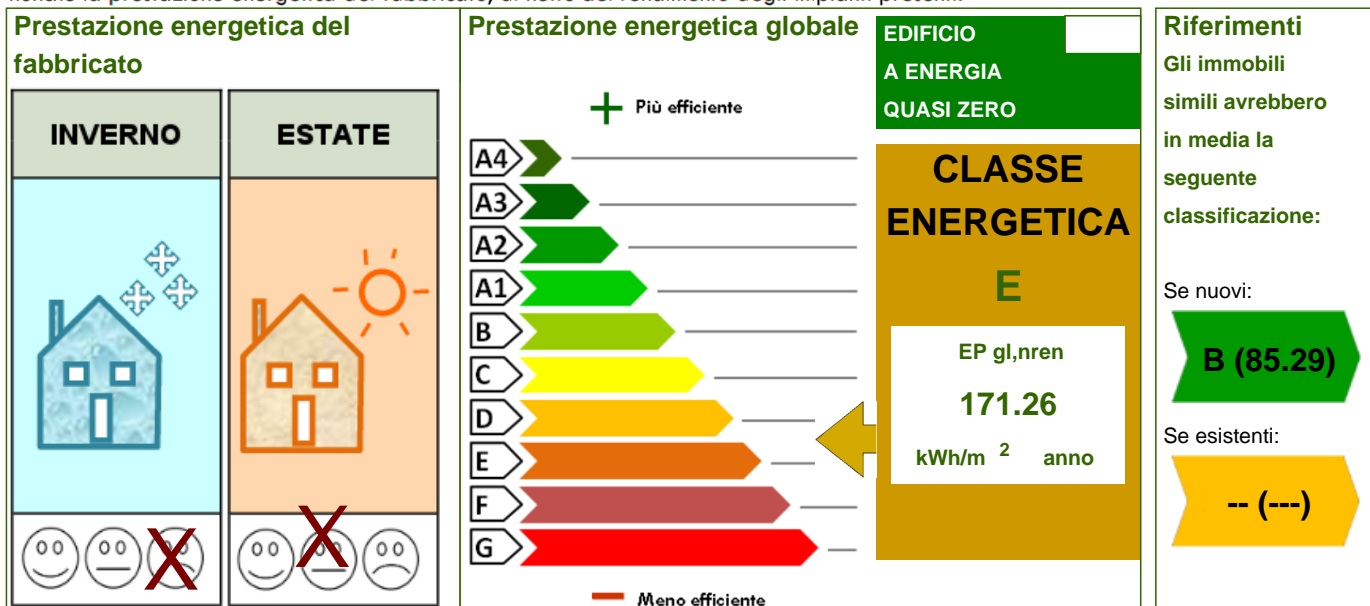 Prestazione energetica del
fabbricato
INVERNO
ESTATE
X
X
Prestazione energetica globale
+ Più efficiente
A4
A3
A2
A1
B
C
D
E
F
G
— Meno efficiente
EDIFICIO
A ENERGIA
QUASI ZERO
CLASSE
ENERGETICA
E
EP gl,nren
171.26
kWh/m 2 anno
Riferimenti
Gli immobili
simili avrebbero
in media la
seguente
classificazione:
Se nuovi:
B (85.29)
Se esistenti:
-- (---)